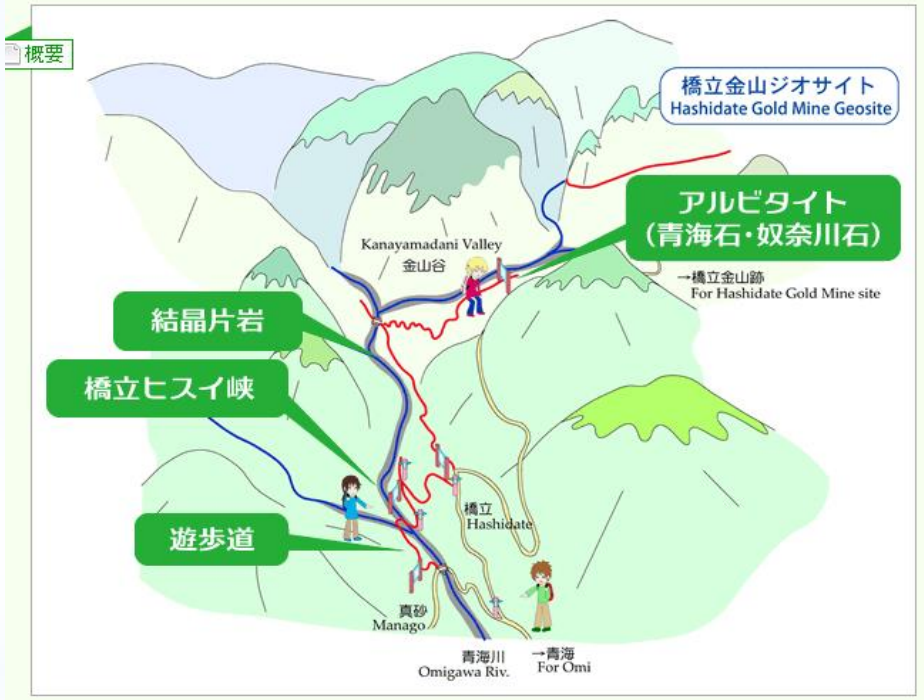 概要
橋立金山ジオサイト
Hashidate Gold Mine Geosite
アルビタイト
(青海石・奴奈川石)
Kanayamadani Valley
金山谷
→橋立金山跡
For Hashidate Gold Mine site
結晶片岩
橋立ヒスイ峡
橋立
Hashidate
遊歩道
真砂
Manago
青海川
Omigawa Riv.
→青海
For Omi